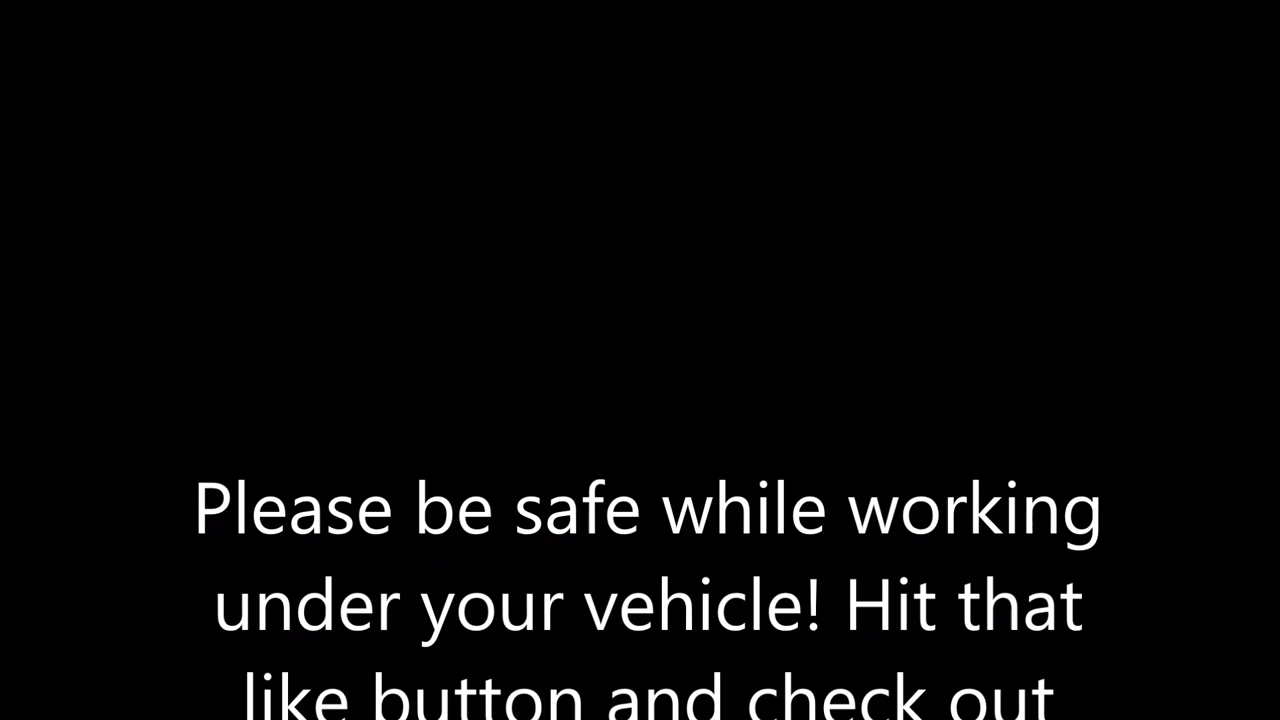 Please be safe while working
under your vehicle! Hit that
like button and check out